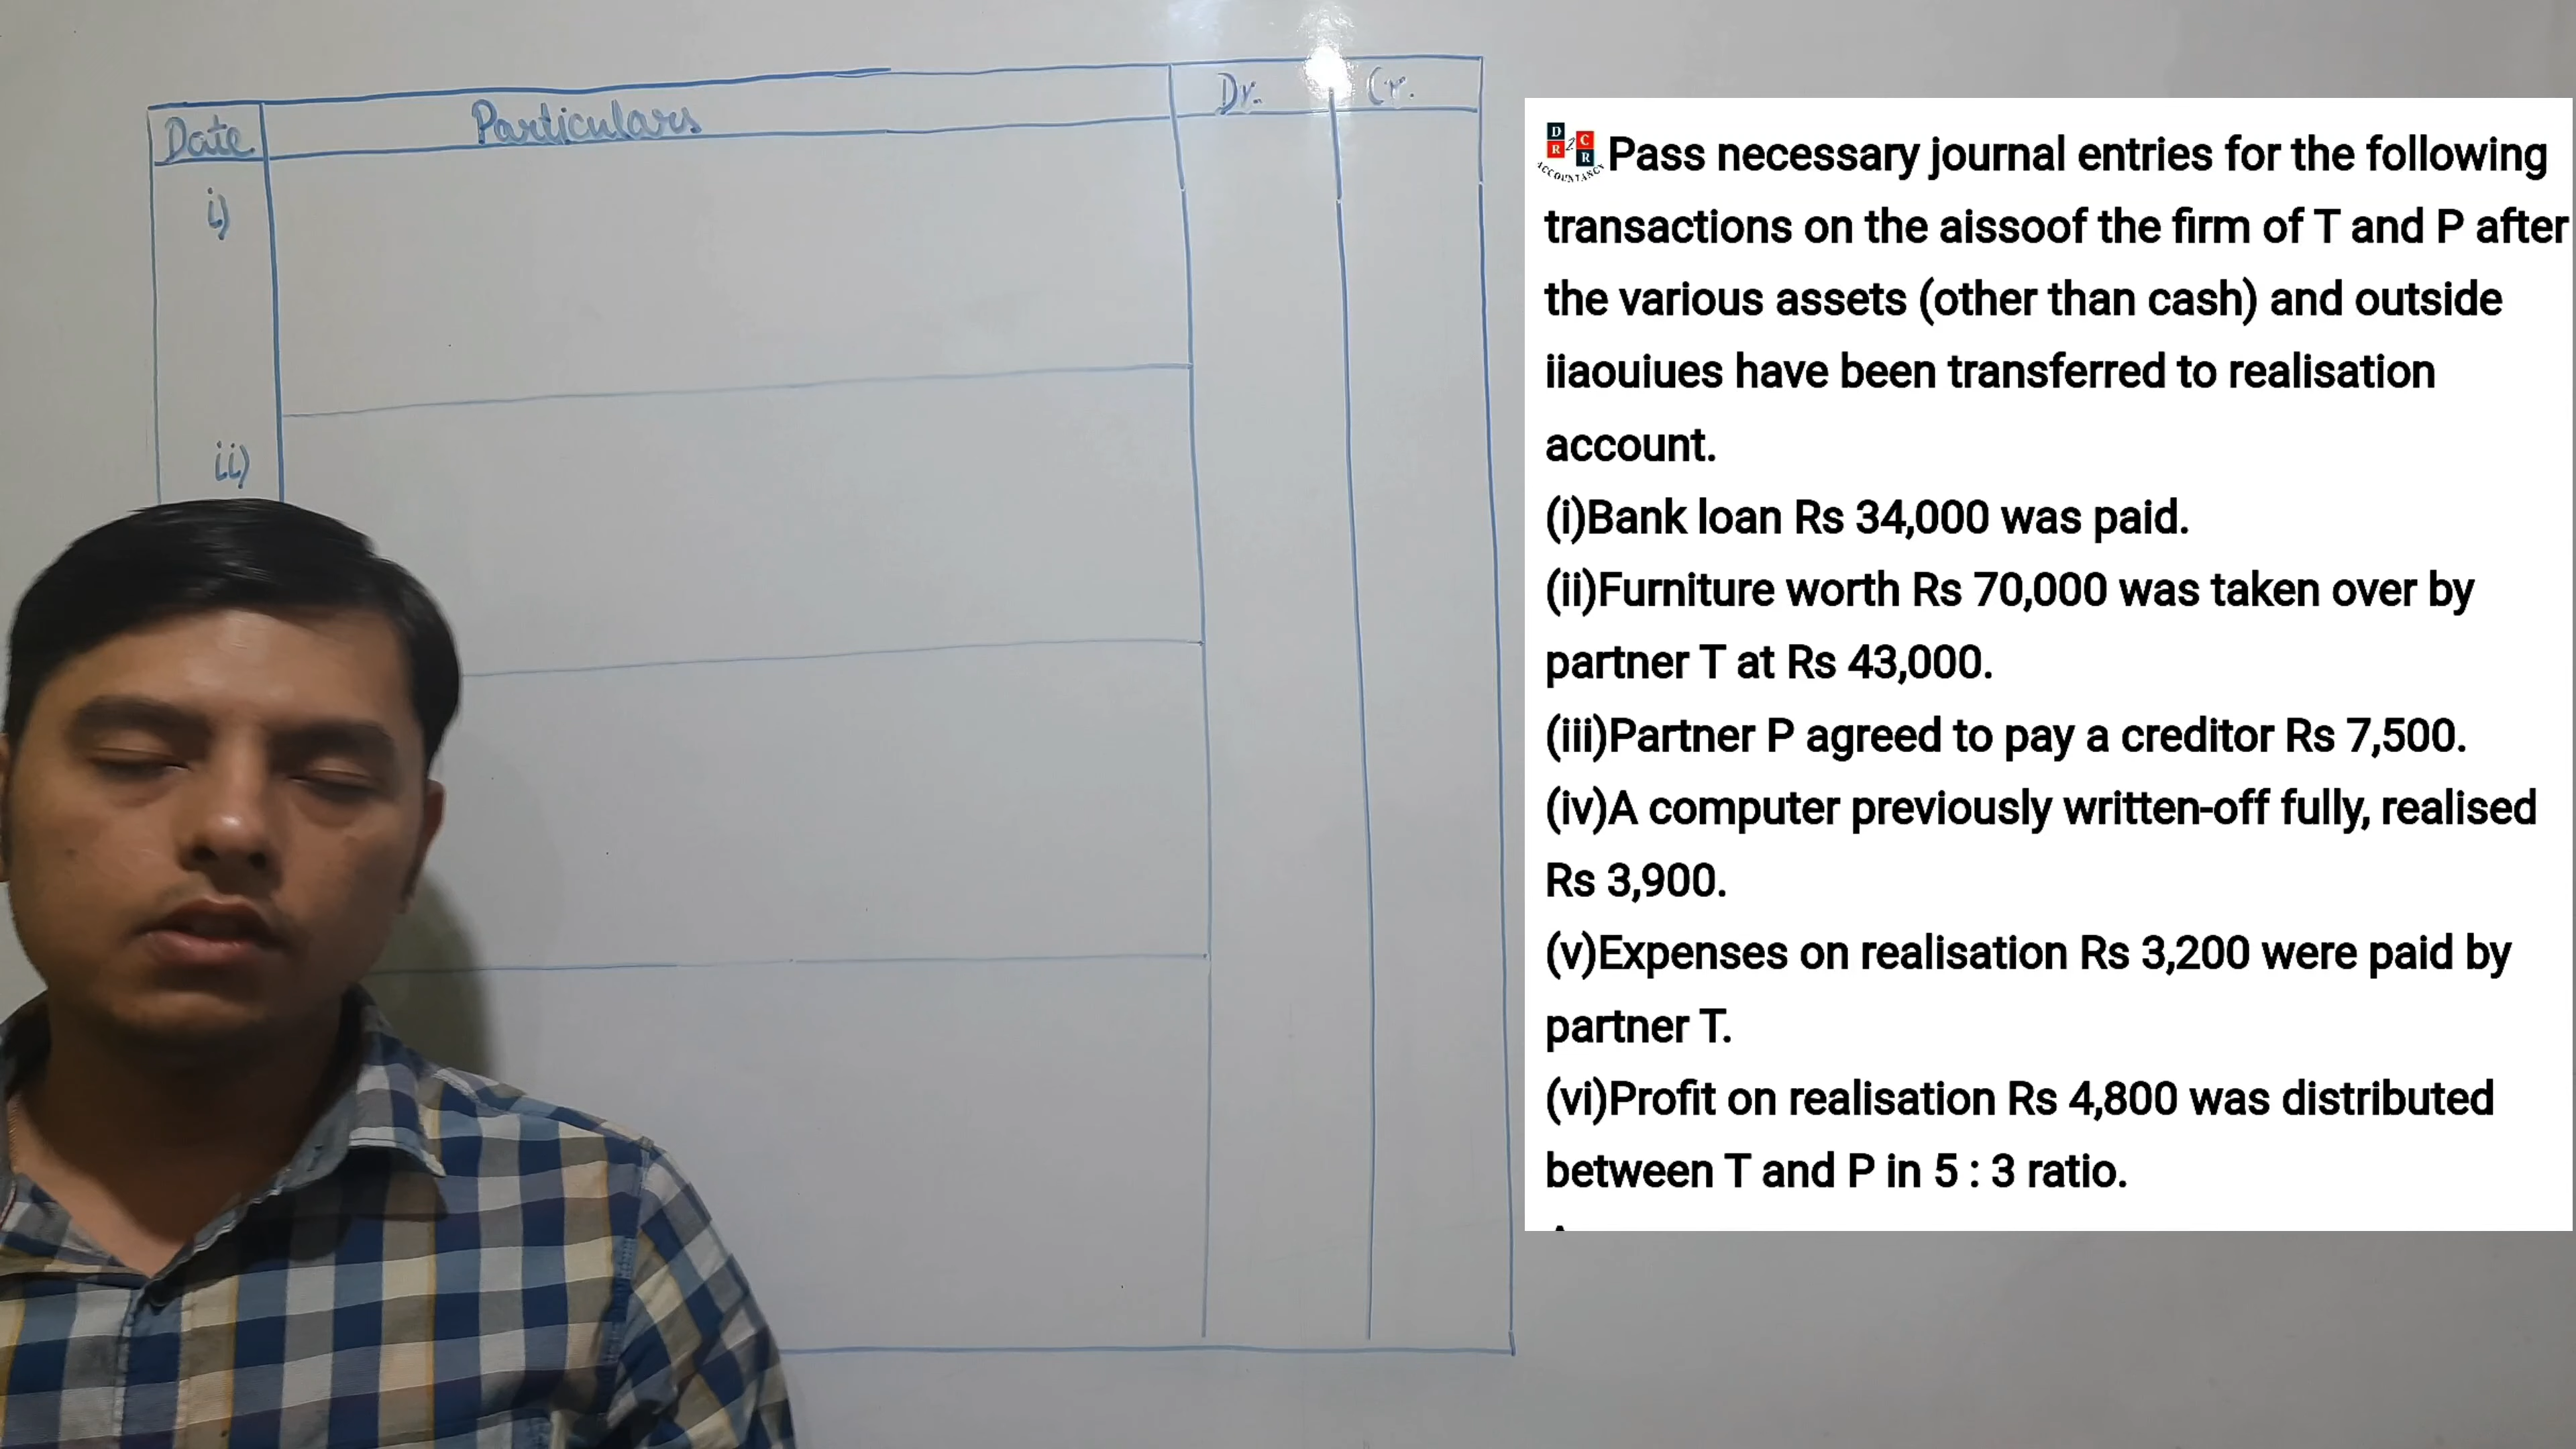 Date Particulars Dr. Cr.
i)
ii)
D R 2 C R
ACCOUNTANCY
Pass necessary journal entries for the following
transactions on the aissoof the firm of T and P after
the various assets (other than cash) and outside
iiaouiues have been transferred to realisation
account.
(i)Bank loan Rs 34,000 was paid.
(ii)Furniture worth Rs 70,000 was taken over by
partner T at Rs 43,000.
(iii)Partner P agreed to pay a creditor Rs 7,500.
(iv)A computer previously written-off fully, realised
Rs 3,900.
(v)Expenses on realisation Rs 3,200 were paid by
partner T.
(vi)Profit on realisation Rs 4,800 was distributed
between T and P in 5 : 3 ratio.